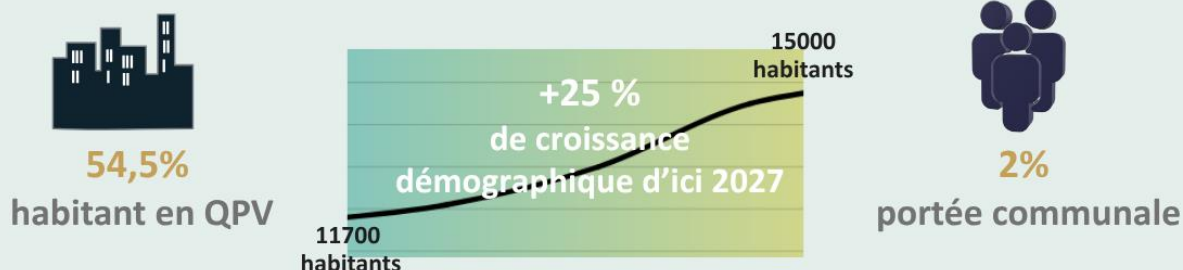 54,5%
habitant en QPV
15000
habitants
+25 %
de croissance
démographique d’ici 2027
11700
habitants
2%
portée communale